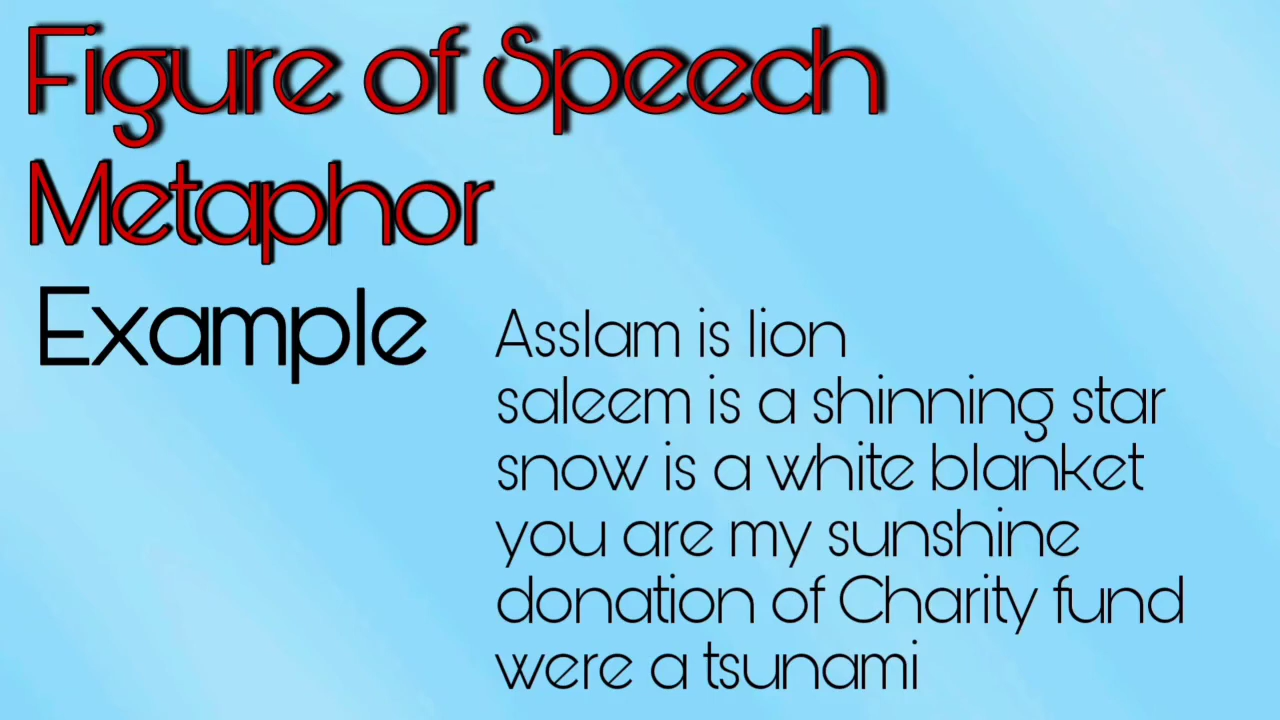 Figure of Speech
Metaphor
Example
Asslam is lion
saleem is a shinning star
snow is a white blanket
you are my sunshine
donation of Charity fund
were a tsunami